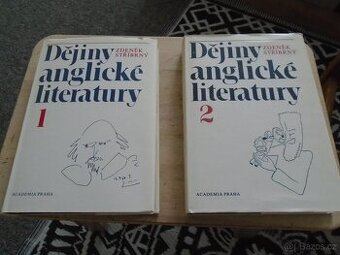 Dějiny
ZDENĚK
STŘÍBRNÝ
anglické
literatury
1
ACADEMIA PRAHA
Dějiny
ZDENĚK
STŘÍBRNÝ
anglické
literatury
2
ACADEMIA PRAHA